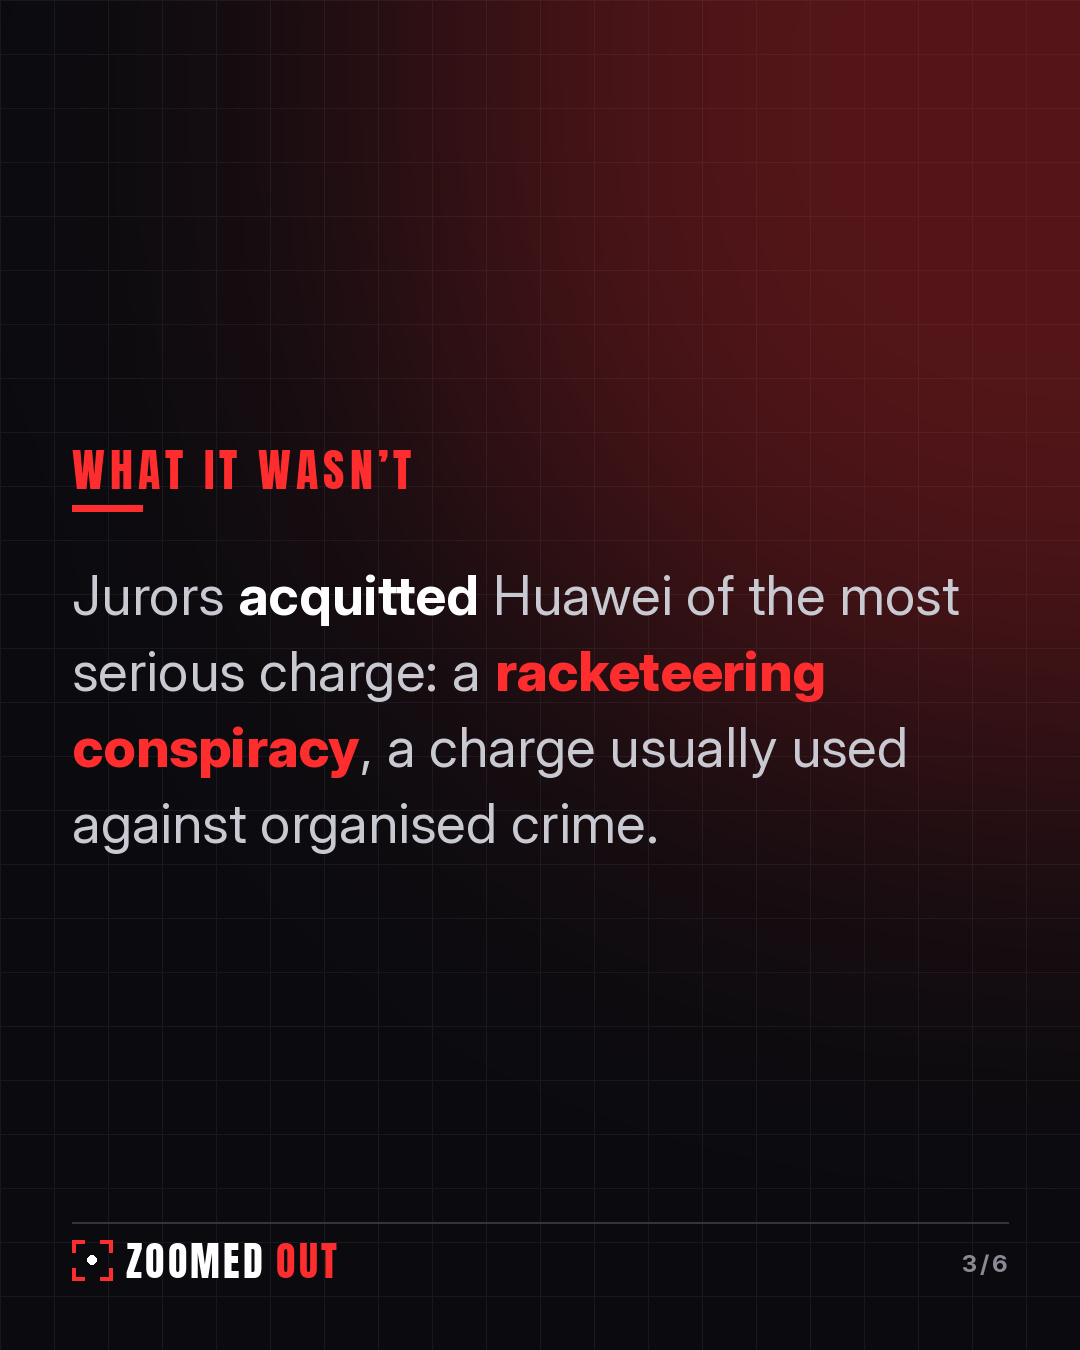 WHAT IT WASN’T
Jurors acquitted Huawei of the most
serious charge: a racketeering
conspiracy, a charge usually used
against organised crime.
ZOOMED OUT
3/6